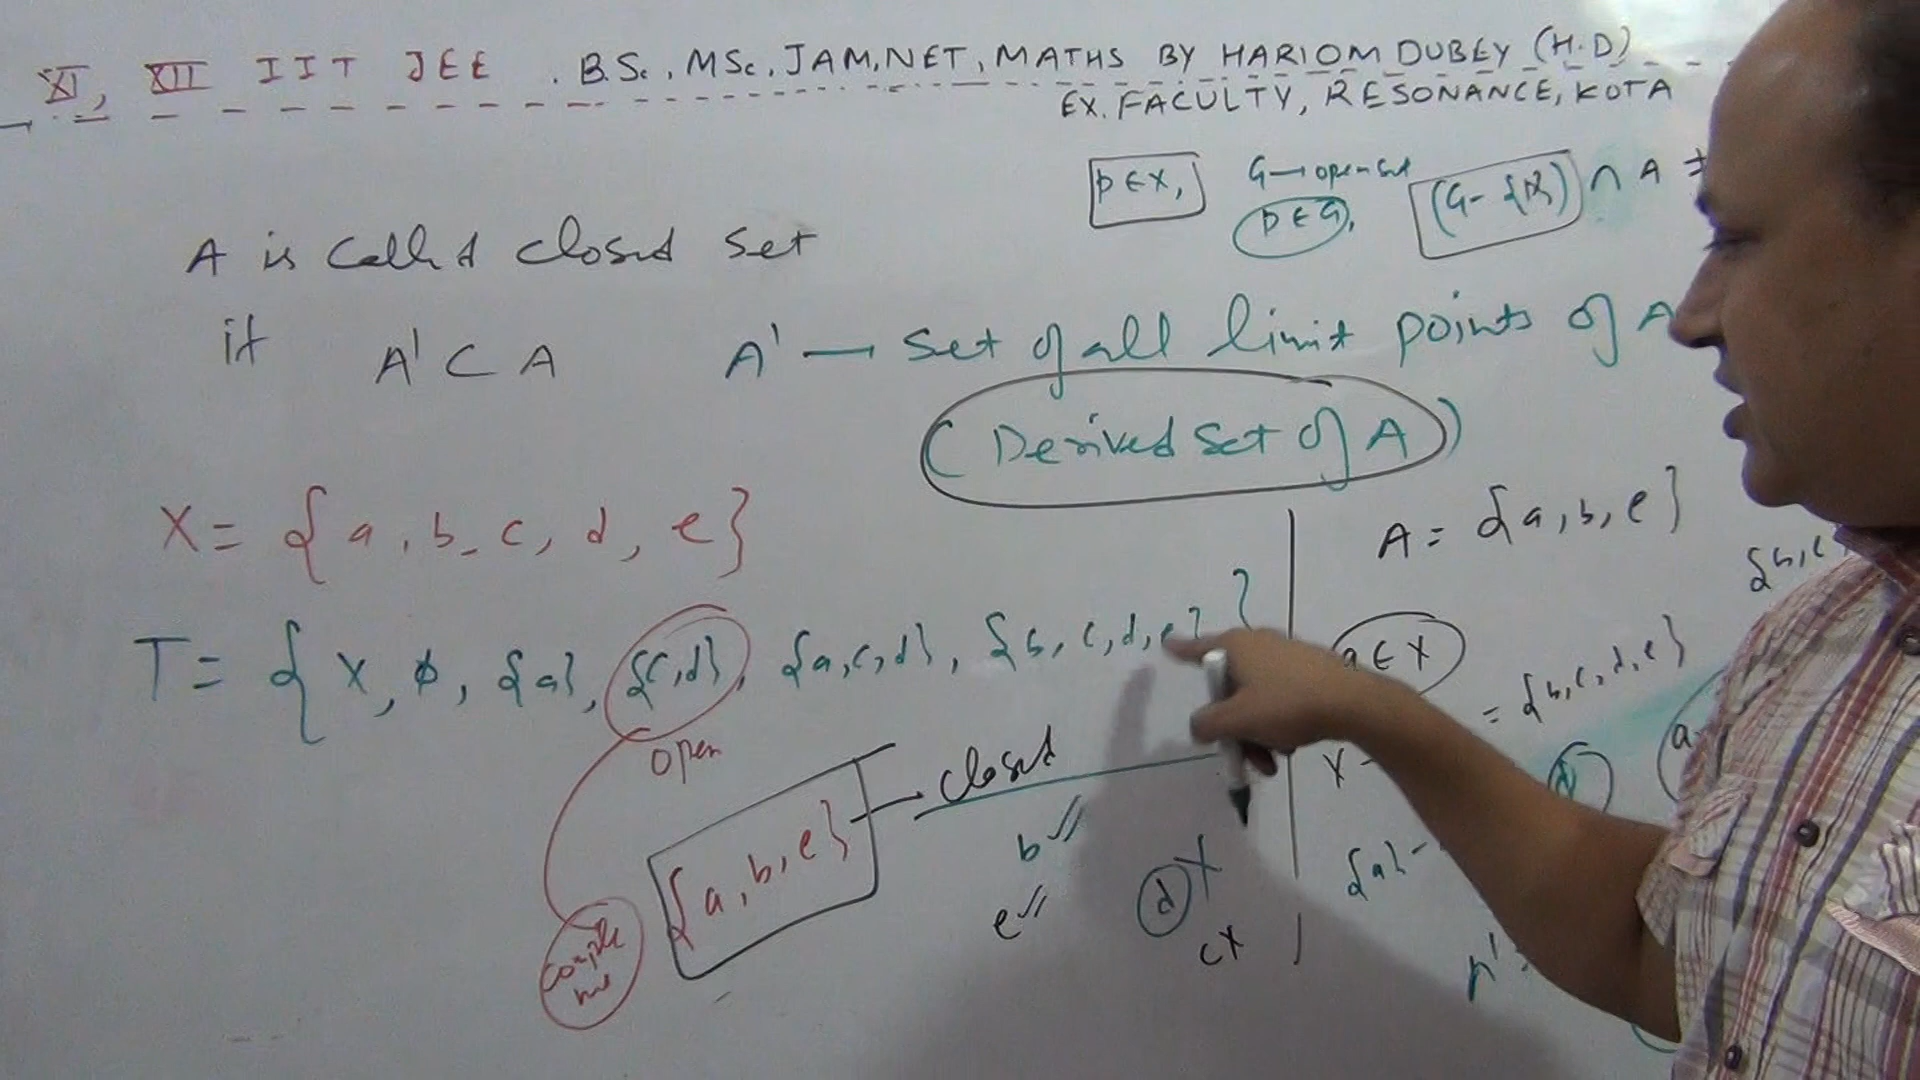 XI, XII IIT JEE . B.Sc, MSc, JAM, NET, MATHS BY HARIOM DUBEY (H.D)
EX. FACULTY, RESONANCE, KOTA
p ∈ X, G → open set (G - {p}) ∩ A ≠
p ∈ G,
A is called closed set
if A' ⊂ A A' — set of all limit points of A
(Derived set of A)
X = {a, b, c, d, e}
A = {a, b, e}
T = { X, ϕ, {a}, {c,d}, {a,c,d}, {b, c, d, e} }
a ∈ X
= {b, c, d, e}
open
{a, b, e} — closed
b
e
d X
c X
{a}
comple